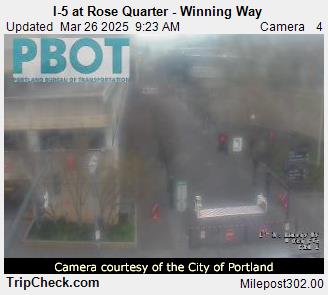 I-5 at Rose Quarter - Winning Way
Updated Mar 26 2025 9:23 AM Camera 4
PBOT
PORTLAND BUREAU OF TRANSPORTATION
Camera courtesy of the City of Portland
TripCheck.com Milepost302.00